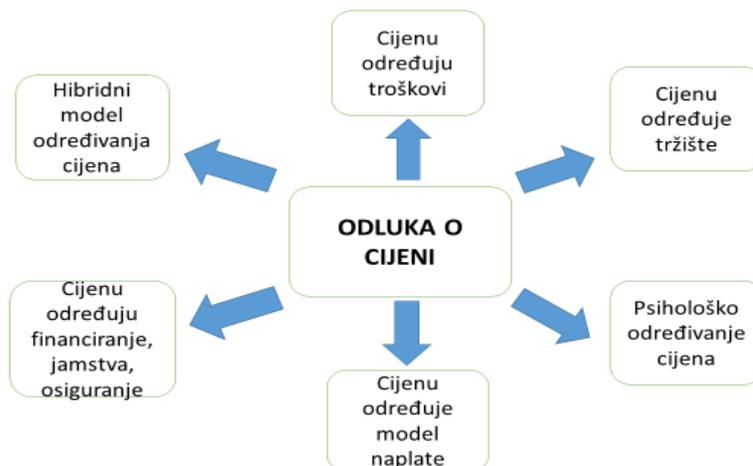 Cijenu
određuju
troškovi
Hibridni
model
određivanja
cijena
Cijenu
određuje
tržište
ODLUKA O
CIJENI
Cijenu
određuju
financiranje,
jamstva,
osiguranje
Psihološko
određivanje
cijena
Cijenu
određuje
model
naplate